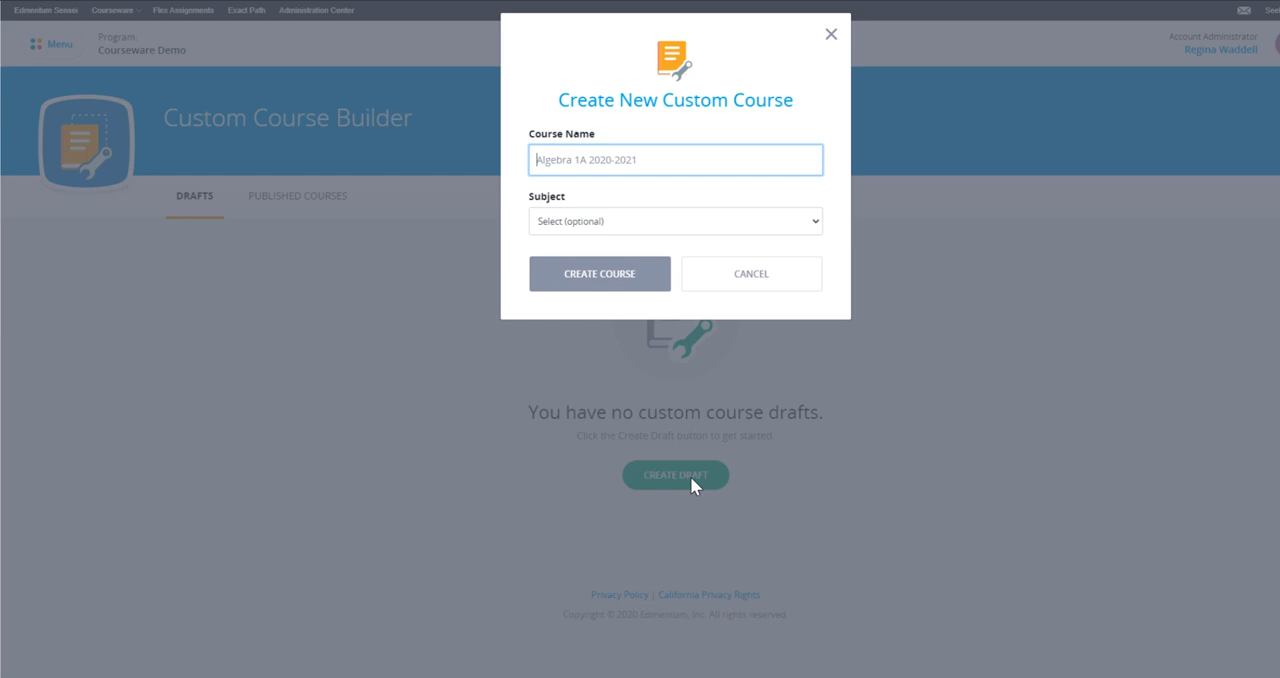 Edmentum Sensei Courseware Flex Assignments Exact Path Administration Center
Menu
Program:
Courseware Demo
Account Administrator
Regina Waddell
Custom Course Builder
DRAFTS PUBLISHED COURSES
Create New Custom Course
Course Name
Algebra 1A 2020-2021
Subject
Select (optional)
CREATE COURSE CANCEL
You have no custom course drafts.
Click the Create Draft button to get started.
CREATE DRAFT
Privacy Policy | California Privacy Rights
Copyright © 2020 Edmentum, Inc. All rights reserved.